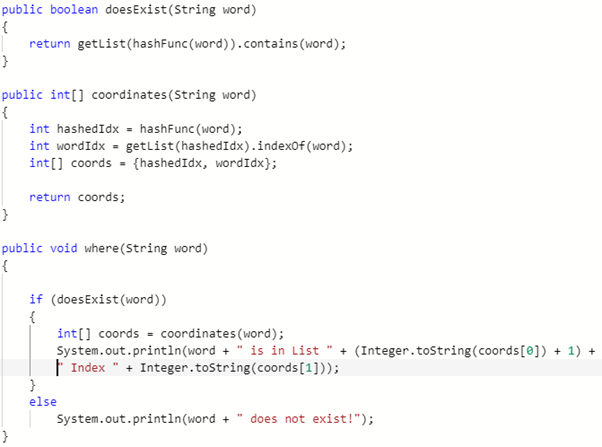 public boolean doesExist(String word)
{
    return getList(hashFunc(word)).contains(word);
}
public int[] coordinates(String word)
{
    int hashedIdx = hashFunc(word);
    int wordIdx = getList(hashedIdx).indexOf(word);
    int[] coords = {hashedIdx, wordIdx};
    return coords;
}
public void where(String word)
{
    if (doesExist(word))
    {
        int[] coords = coordinates(word);
        System.out.println(word + " is in List " + (Integer.toString(coords[0]) + 1) +
        " Index " + Integer.toString(coords[1]));
    }
    else
        System.out.println(word + " does not exist!");
}